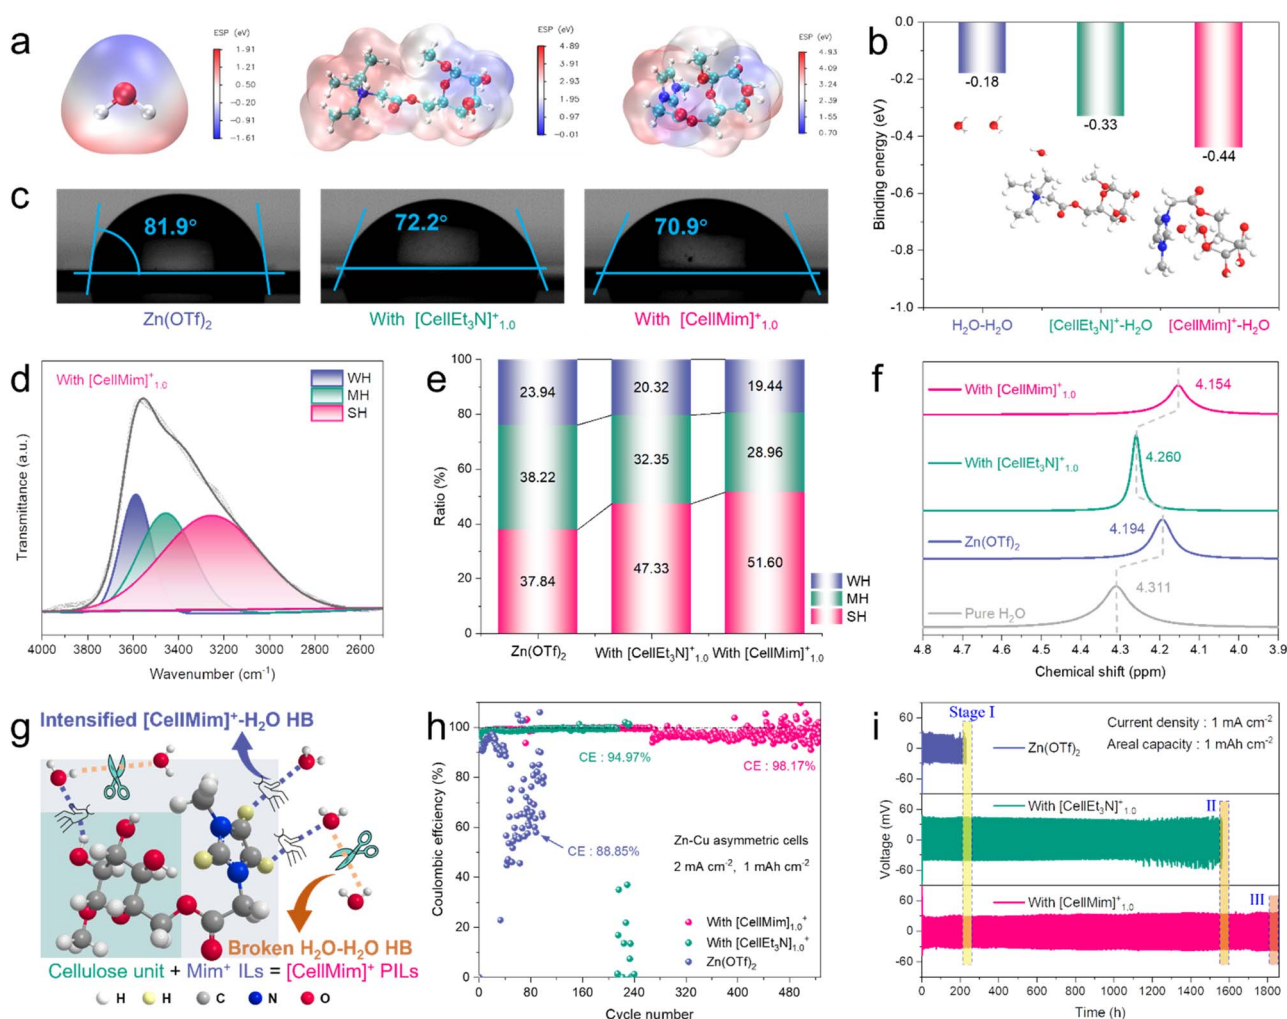 a
ESP (eV)
1.91
1.21
0.50
-0.20
-0.91
-1.61
ESP (eV)
4.89
3.91
2.93
1.95
0.97
-0.01
ESP (eV)
4.93
4.08
3.24
2.39
1.55
0.70
b
Binding energy (eV)
0.0
-0.2
-0.4
-0.6
-0.8
-1.0
-0.18
-0.33
-0.44
H₂O-H₂O
[CellEt₃N]⁺-H₂O
[CellMim]⁺-H₂O
c
81.9°
72.2°
70.9°
Zn(OTf)₂
With [CellEt₃N]⁺₁.₀
With [CellMim]⁺₁.₀
d
With [CellMim]⁺₁.₀
WH
MH
SH
Transmittance (a.u.)
4000 3800 3600 3400 3200 3000 2800 2600
Wavenumber (cm⁻¹)
e
Ratio (%)
100
80
60
40
20
0
23.94
20.32
19.44
38.22
32.35
28.96
37.84
47.33
51.60
WH
MH
SH
Zn(OTf)₂
With [CellEt₃N]⁺₁.₀
With [CellMim]⁺₁.₀
f
With [CellMim]⁺₁.₀
4.154
With [CellEt₃N]⁺₁.₀
4.260
Zn(OTf)₂
4.194
Pure H₂O
4.311
4.8 4.7 4.6 4.5 4.4 4.3 4.2 4.1 4.0 3.9
Chemical shift (ppm)
g
Intensified [CellMim]⁺-H₂O HB
Broken H₂O-H₂O HB
Cellulose unit + Mim⁺ ILs = [CellMim]⁺ PILs
H H C N O
h
Coulombic effciency (%)
100
80
60
40
20
0
CE : 94.97%
CE : 98.17%
CE : 88.85%
Zn-Cu asymmetric cells
2 mA cm⁻², 1 mAh cm⁻²
With [CellMim]₁.₀⁺
With [CellEt₃N]₁.₀⁺
Zn(OTf)₂
0 80 160 240 320 400 480
Cycle number
i
Stage I
Current density : 1 mA cm⁻²
Areal capacity : 1 mAh cm⁻²
Zn(OTf)₂
With [CellEt₃N]⁺₁.₀
II
With [CellMim]⁺₁.₀
III
Voltage (mV)
60
0
-60
60
0
-60
60
0
-60
0 200 400 600 800 1000 1200 1400 1600 1800
Time (h)